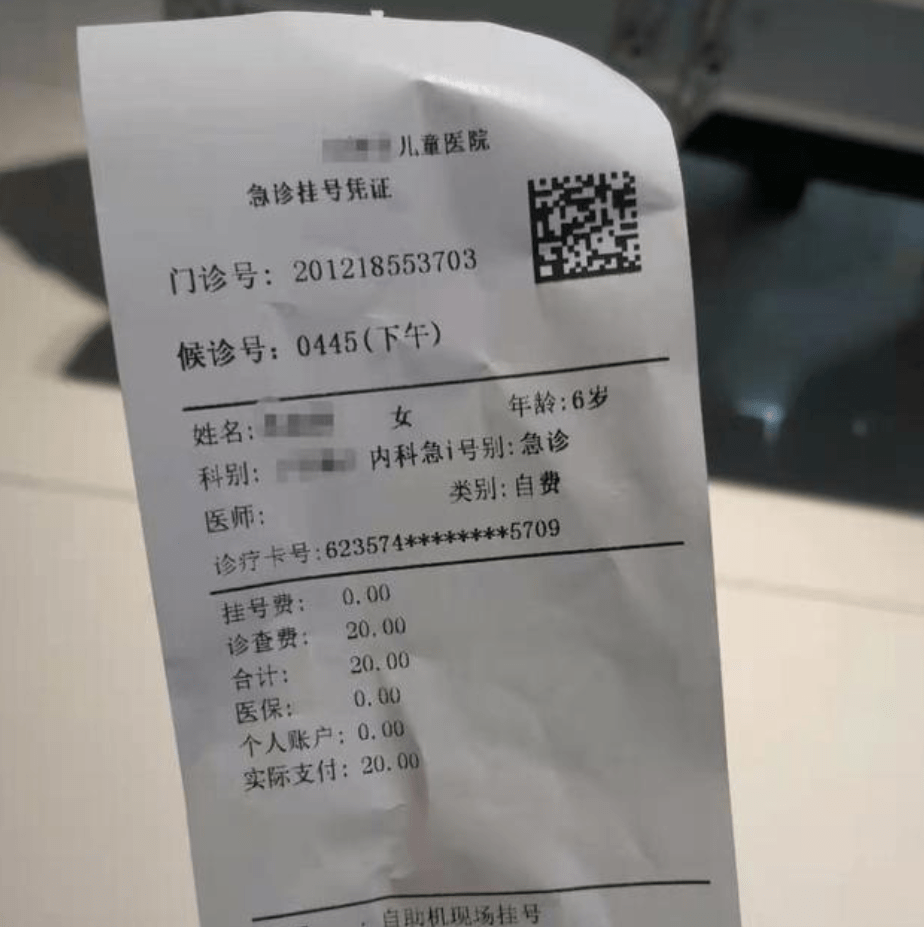 儿童医院
急诊挂号凭证
门诊号: 201218553703
候诊号: 0445(下午)
姓名: 女 年龄:6岁
科别: 内科急i号别:急诊
医师: 类别:自费
诊疗卡号:623574********5709
挂号费: 0.00
诊查费: 20.00
合计: 20.00
医保: 0.00
个人账户: 0.00
实际支付: 20.00
自助机现场挂号